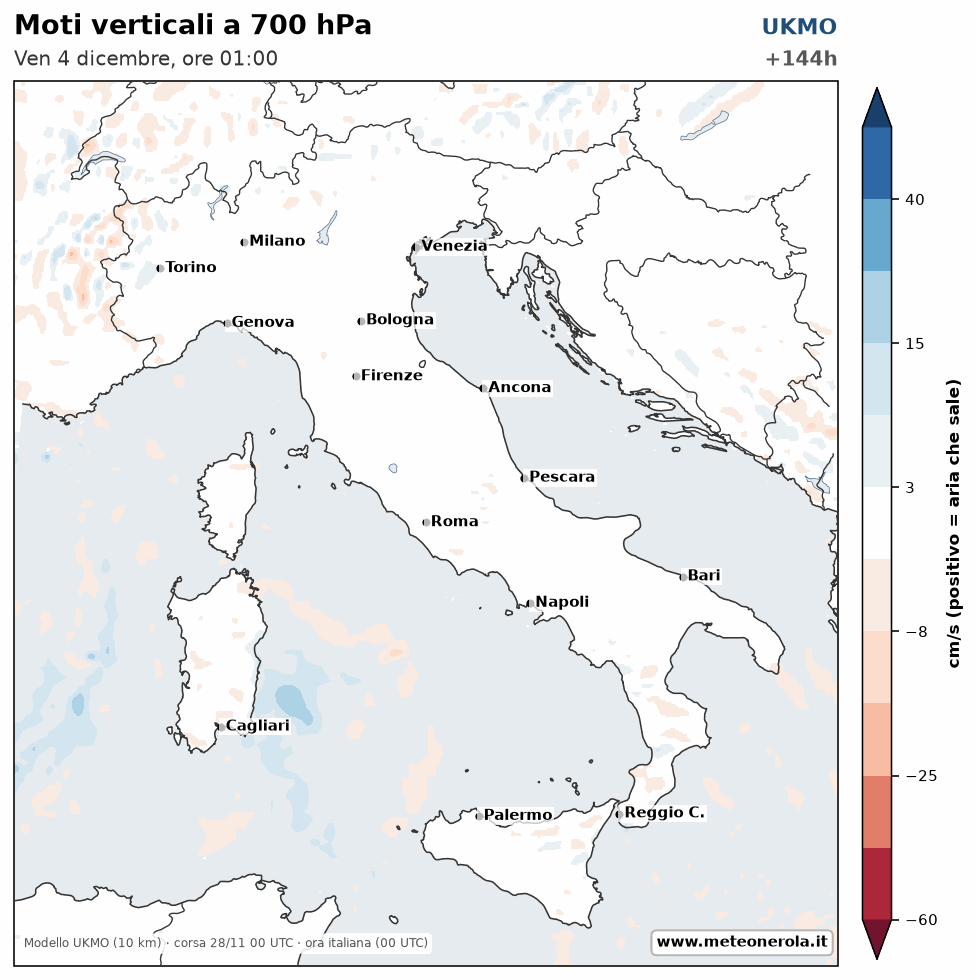 Moti verticali a 700 hPa
UKMO
Ven 4 dicembre, ore 01:00
+144h
Milano
Venezia
Torino
Genova
Bologna
Firenze
Ancona
Pescara
Roma
Bari
Napoli
Cagliari
Palermo
Reggio C.
40
15
3
−8
−25
−60
cm/s (positivo = aria che sale)
Modello UKMO (10 km) · corsa 28/11 00 UTC · ora italiana (00 UTC)
www.meteonerola.it